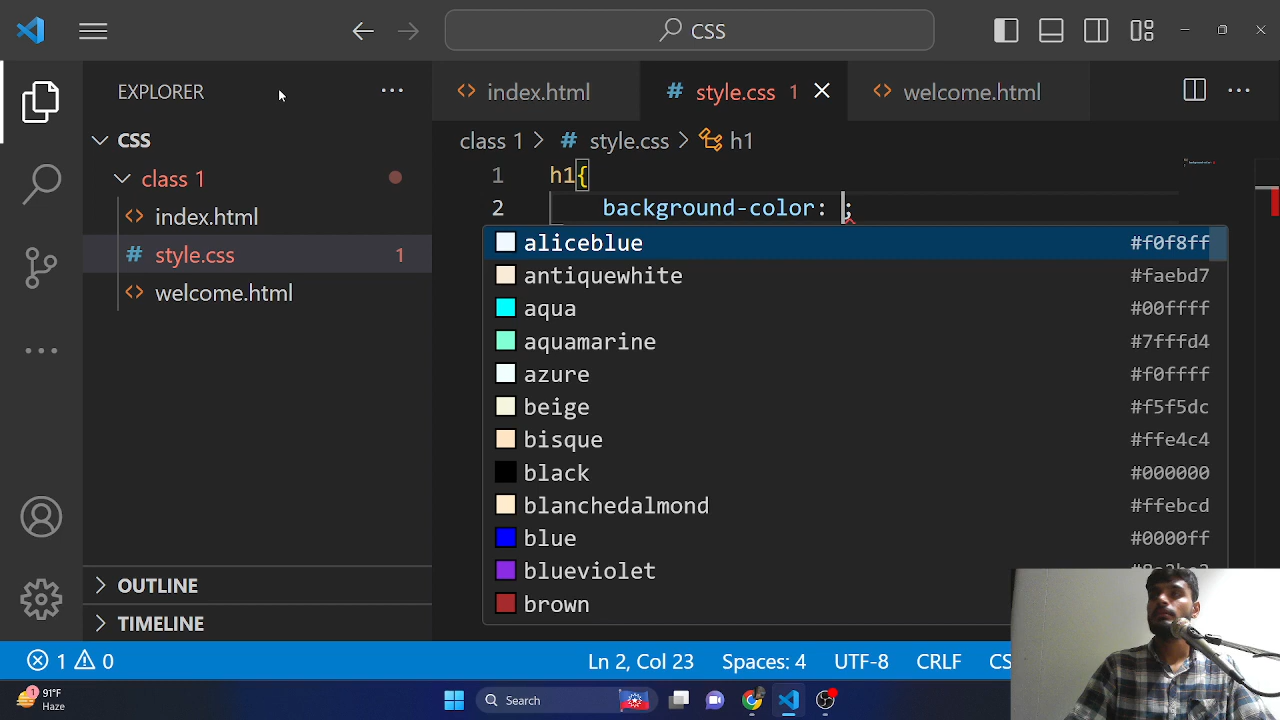 CSS
EXPLORER
index.html
style.css 1
welcome.html
CSS
class 1
index.html
style.css 1
welcome.html
class 1 > # style.css > h1
1 h1{
2 background-color: ;
aliceblue #f0f8ff
antiquewhite #faebd7
aqua #00ffff
aquamarine #7fffd4
azure #f0ffff
beige #f5f5dc
bisque #ffe4c4
black #000000
blanchedalmond #ffebcd
blue #0000ff
blueviolet
brown
OUTLINE
TIMELINE
1 0 Ln 2, Col 23 Spaces: 4 UTF-8 CRLF CS
1
91°F
Haze
Search